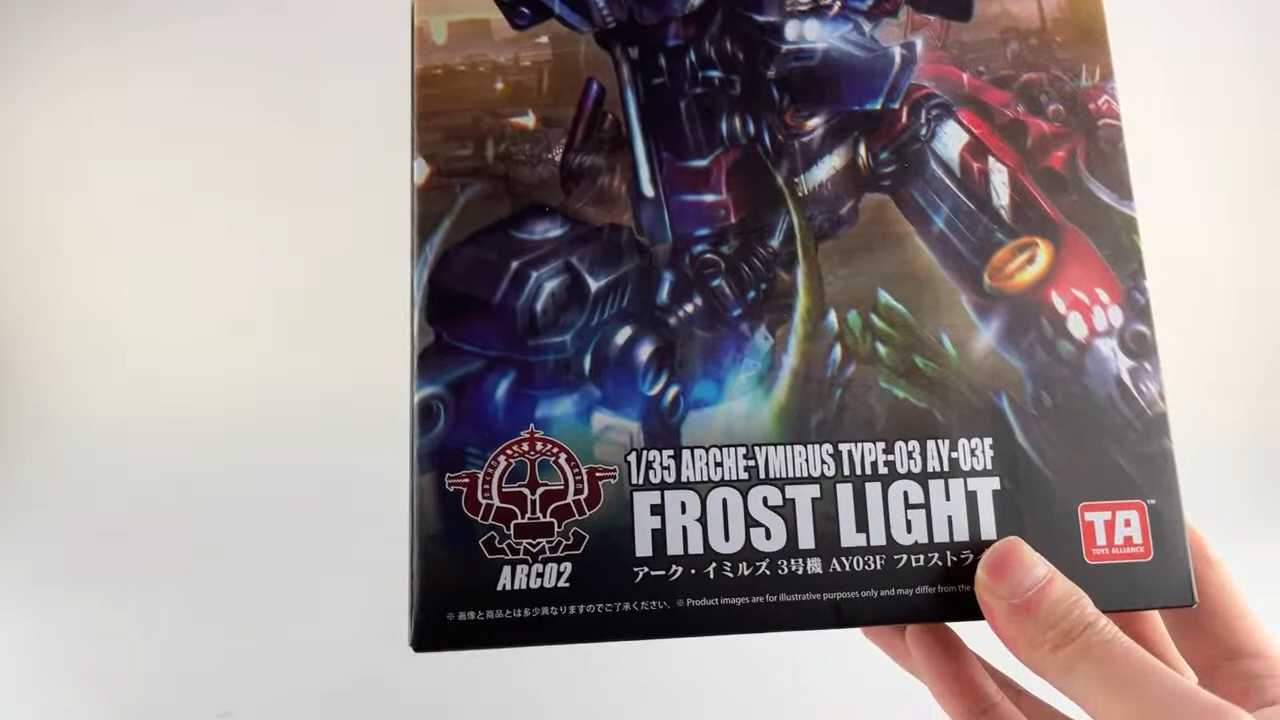 1/35 ARCHE-YMIRUS TYPE-03 AY-03F
FROST LIGHT
アーク・イミルズ 3号機 AY03F フロストラ
ARC02
TA™
TOYS ALLIANCE
※画像と商品とは多少異なりますのでご了承ください。※Product images are for illustrative purposes only and may differ from the